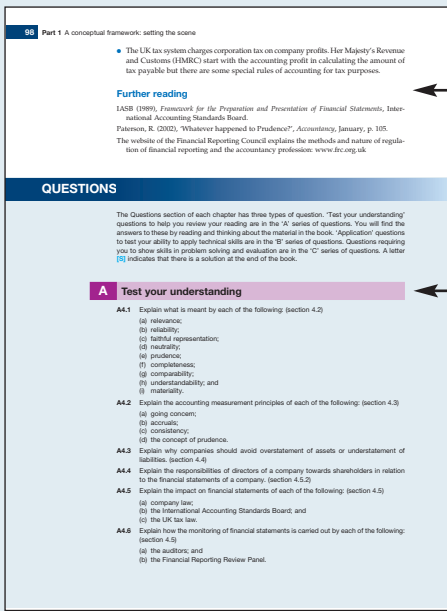 98 Part 1 A conceptual framework: setting the scene
• The UK tax system charges corporation tax on company profits. Her Majesty's Revenue
and Customs (HMRC) start with the accounting profit in calculating the amount of
tax payable but there are some special rules of accounting for tax purposes.
Further reading
IASB (1989), Framework for the Preparation and Presentation of Financial Statements, Inter-
national Accounting Standards Board.
Paterson, R. (2002), 'Whatever happened to Prudence?', Accountancy, January, p. 105.
The website of the Financial Reporting Council explains the methods and nature of regula-
tion of financial reporting and the accountancy profession: www.frc.org.uk
QUESTIONS
The Questions section of each chapter has three types of question. 'Test your understanding'
questions to help you review your reading are in the 'A' series of questions. You will find the
answers to these by reading and thinking about the material in the book. 'Application' questions
to test your ability to apply technical skills are in the 'B' series of questions. Questions requiring
you to show skills in problem solving and evaluation are in the 'C' series of questions. A letter
[S] indicates that there is a solution at the end of the book.
A Test your understanding
A4.1 Explain what is meant by each of the following: (section 4.2)
(a) relevance;
(b) reliability;
(c) faithful representation;
(d) neutrality;
(e) prudence;
(f) completeness;
(g) comparability;
(h) understandability; and
(i) materiality.
A4.2 Explain the accounting measurement principles of each of the following: (section 4.3)
(a) going concern;
(b) accruals;
(c) consistency;
(d) the concept of prudence.
A4.3 Explain why companies should avoid overstatement of assets or understatement of
liabilities. (section 4.4)
A4.4 Explain the responsibilities of directors of a company towards shareholders in relation
to the financial statements of a company. (section 4.5.2)
A4.5 Explain the impact on financial statements of each of the following: (section 4.5)
(a) company law;
(b) the International Accounting Standards Board; and
(c) the UK tax law.
A4.6 Explain how the monitoring of financial statements is carried out by each of the following:
(section 4.5)
(a) the auditors; and
(b) the Financial Reporting Review Panel.